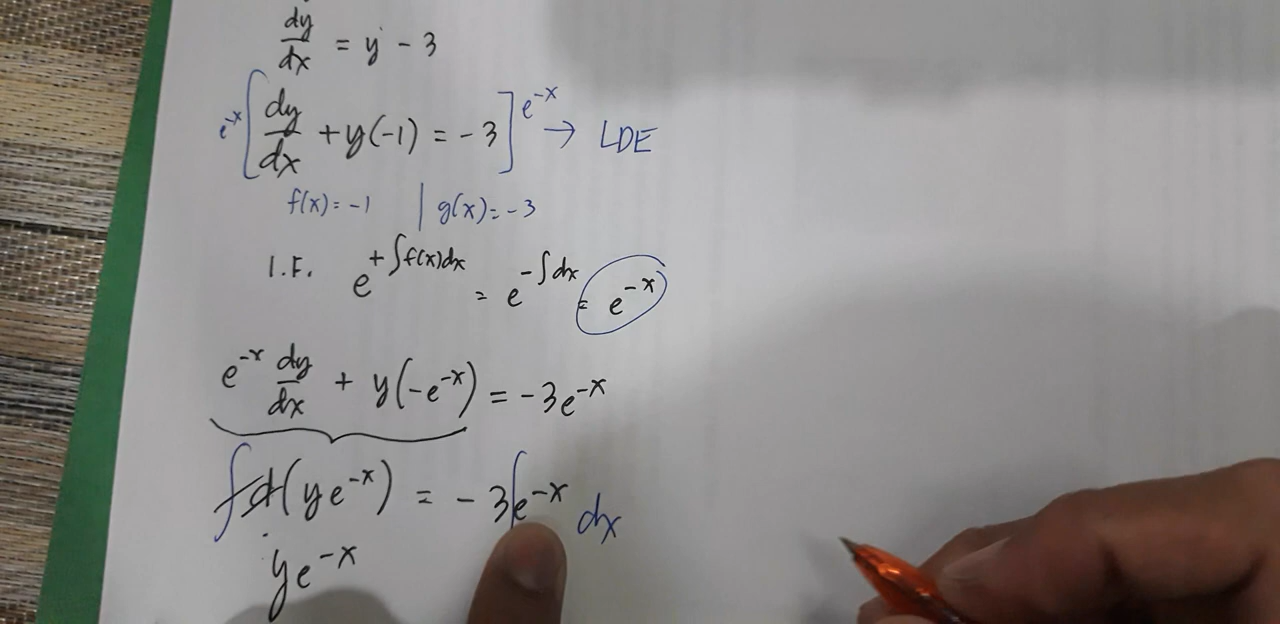 dy/dx = y - 3
e^-x [ dy/dx + y(-1) = -3 ] e^-x → LDE
f(x) = -1 | g(x) = -3
I.F. e^(+∫f(x)dx) = e^(-∫dx) = e^-x
e^-x dy/dx + y(-e^-x) = -3e^-x
∫d(ye^-x) = -3∫e^-x dx
ye^-x